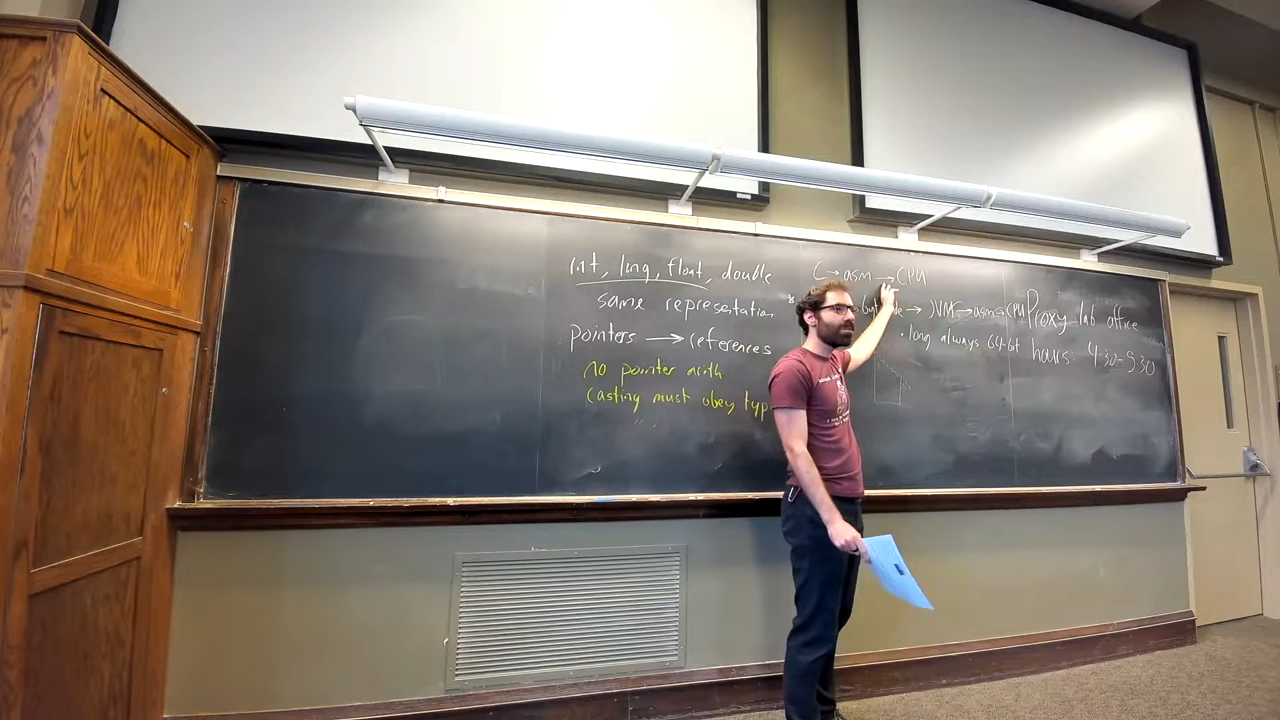 int, long, float, double
same representation
pointers → references
no pointer arith
Casting must obey typ
C → asm → CPU
→ JVM → asm → CPU
• long always 64-bit
Proxy lab office
hours: 4:30-5:30